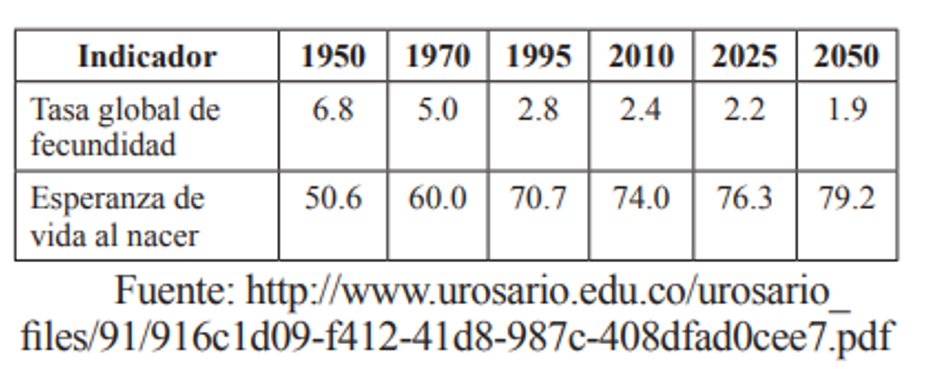 Indicador 1950 1970 1995 2010 2025 2050
Tasa global de 6.8 5.0 2.8 2.4 2.2 1.9
fecundidad
Esperanza de 50.6 60.0 70.7 74.0 76.3 79.2
vida al nacer
Fuente: http://www.urosario.edu.co/urosario_
files/91/916c1d09-f412-41d8-987c-408dfad0cee7.pdf